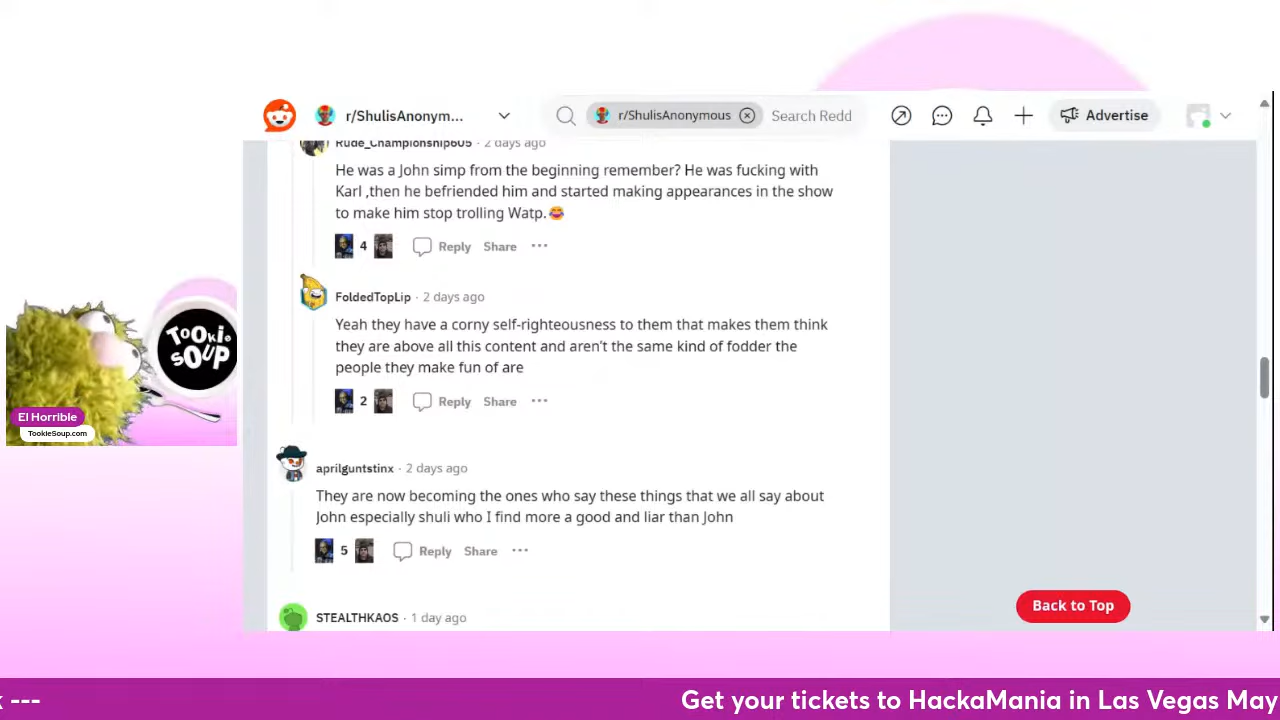 r/ShulisAnonym...
r/ShulisAnonymous
Search Redd
Advertise
Rude_Championship605 · 2 days ago
He was a John simp from the beginning remember? He was fucking with
Karl ,then he befriended him and started making appearances in the show
to make him stop trolling Watp.😂
4 Reply Share ···
FoldedTopLip · 2 days ago
Yeah they have a corny self-righteousness to them that makes them think
they are above all this content and aren't the same kind of fodder the
people they make fun of are
2 Reply Share ···
aprilguntstinx · 2 days ago
They are now becoming the ones who say these things that we all say about
John especially shuli who I find more a good and liar than John
5 Reply Share ···
STEALTHKAOS · 1 day ago
Back to Top
TOOKIE
SOUP
El Horrible
TookieSoup.com
k ---
Get your tickets to HackaMania in Las Vegas May